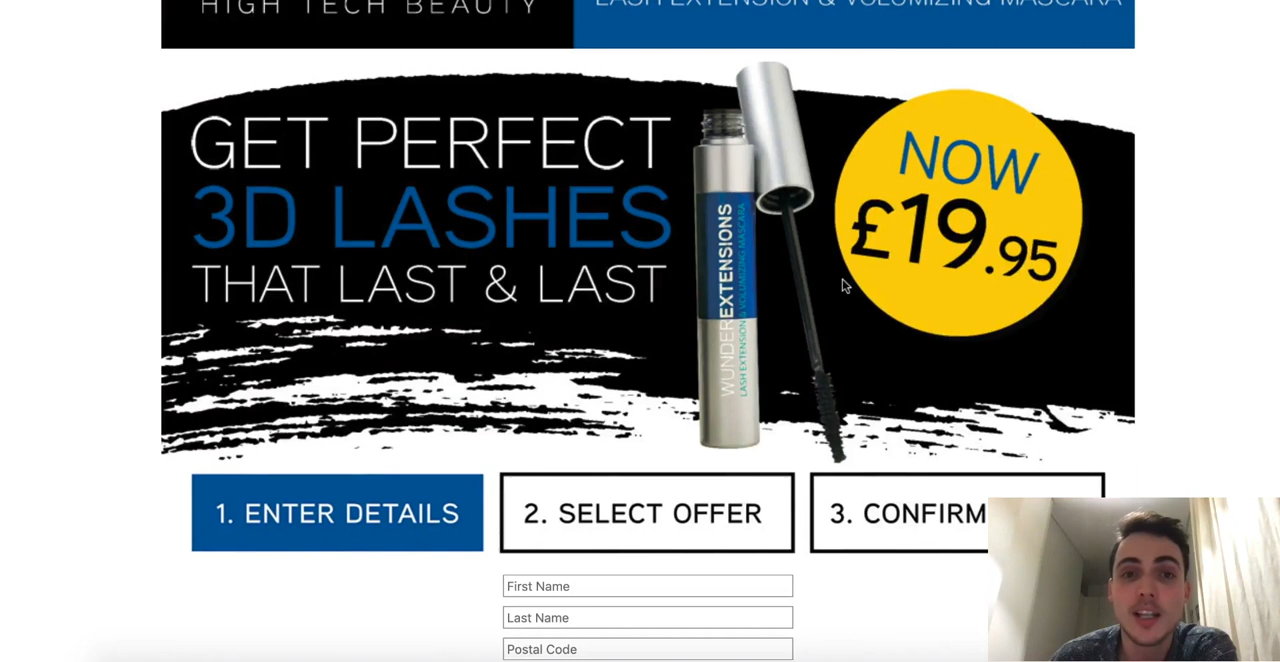 HIGH TECH BEAUTY
LASH EXTENSION & VOLUMIZING MASCARA
GET PERFECT
3D LASHES
THAT LAST & LAST
WUNDEREXTENSIONS
LASH EXTENSION & VOLUMIZING MASCARA
NOW
£19.95
1. ENTER DETAILS
2. SELECT OFFER
3. CONFIRM
First Name
Last Name
Postal Code